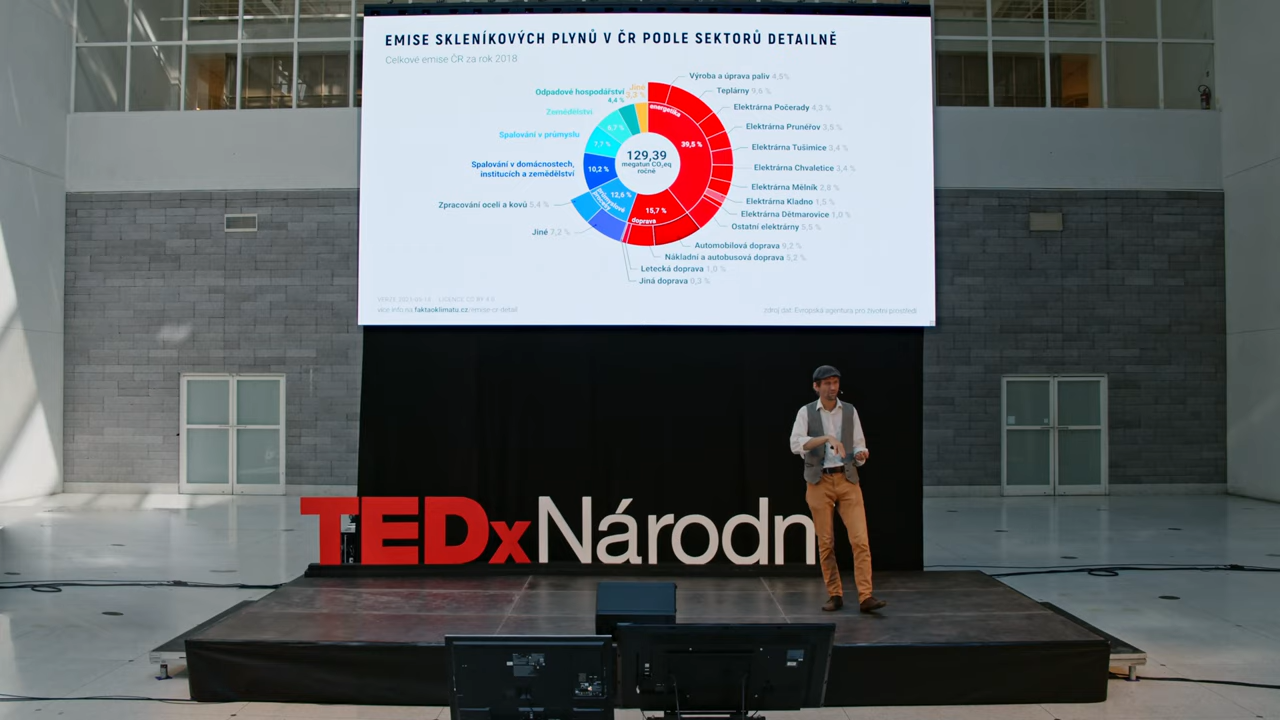 EMISE SKLENÍKOVÝCH PLYNŮ V ČR PODLE SEKTORŮ DETAILNĚ
Celkové emise ČR za rok 2018
Výroba a úprava paliv 4,8%
Teplárny 9,6 %
Elektrárna Počerady 4,3 %
Elektrárna Prunéřov 3,5 %
Elektrárna Tušimice 3,4 %
Elektrárna Chvaletice 3,4 %
Elektrárna Mělník 2,8 %
Elektrárna Kladno 1,5 %
Elektrárna Dětmarovice 1,0 %
Ostatní elektrárny 5,5 %
Automobilová doprava 9,2 %
Nákladní a autobusová doprava 5,2 %
Letecká doprava 1,0 %
Jiná doprava 0,3 %
Jiné
3,3 %
Odpadové hospodářství
4,4 %
Zemědělství
6,7 %
Spalování v průmyslu
7,7 %
Spalování v domácnostech,
institucích a zemědělství
10,2 %
Zpracování oceli a kovů 5,4 %
Jiné 7,2 %
12,6 %
energetika
39,5 %
15,7 %
doprava
129,39
megatun CO₂eq
ročně
více info na faktaoklimatu.cz/emise-cr-detail
zdroj dat: Evropská agentura pro životní prostředí
TEDxNárodn